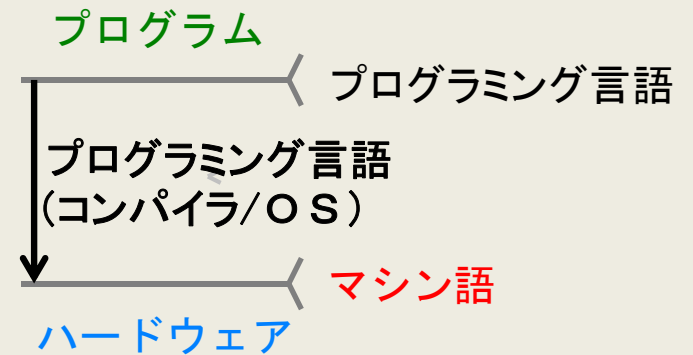 プログラム
プログラミング言語
プログラミング言語
(コンパイラ/ＯＳ)
マシン語
ハードウェア